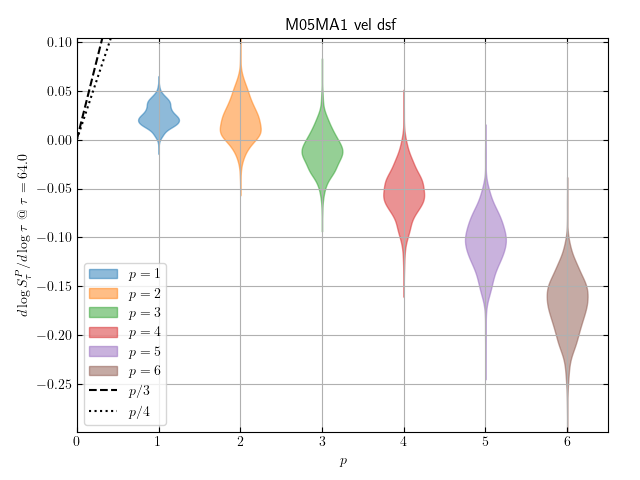 M05MA1 vel dsf
d log S_τ^P / d log τ @ τ = 64.0
0.10
0.05
0.00
−0.05
−0.10
−0.15
−0.20
−0.25
p = 1
p = 2
p = 3
p = 4
p = 5
p = 6
p/3
p/4
0 1 2 3 4 5 6
p